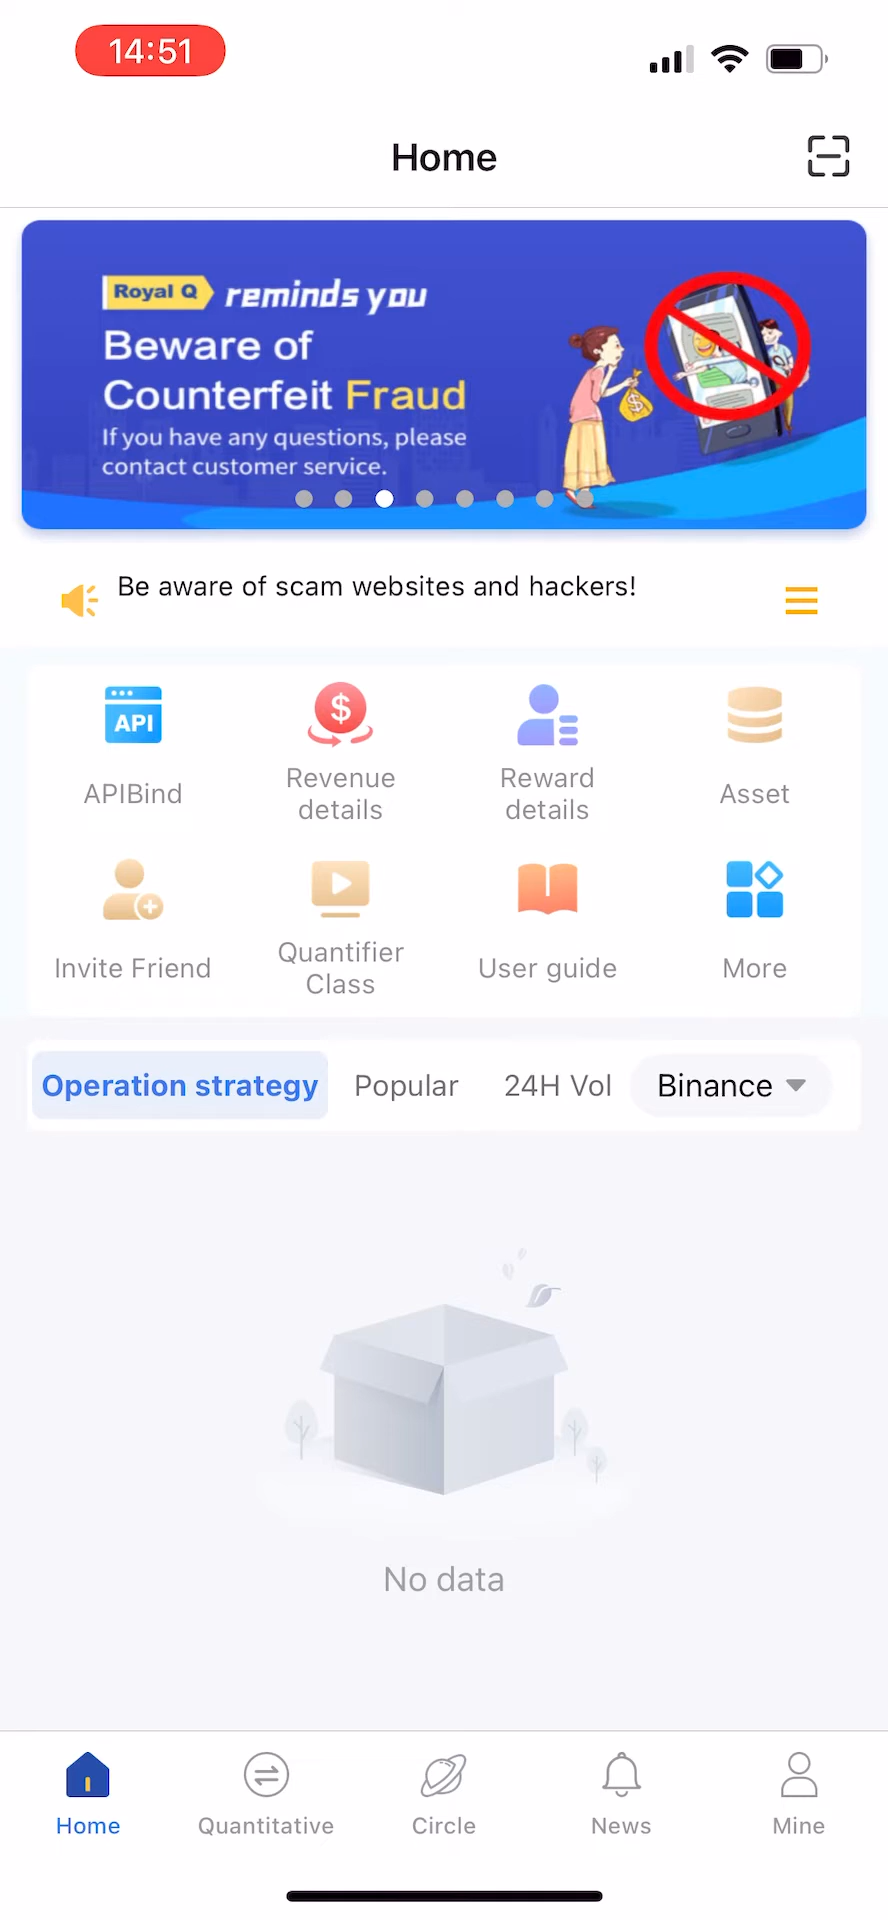 14:51
Home
Royal Q reminds you
Beware of
Counterfeit Fraud
If you have any questions, please
contact customer service.
Be aware of scam websites and hackers!
API
APIBind
$
Revenue
details
Reward
details
Asset
Invite Friend
Quantifier
Class
User guide
More
Operation strategy
Popular
24H Vol
Binance
No data
Home
Quantitative
Circle
News
Mine